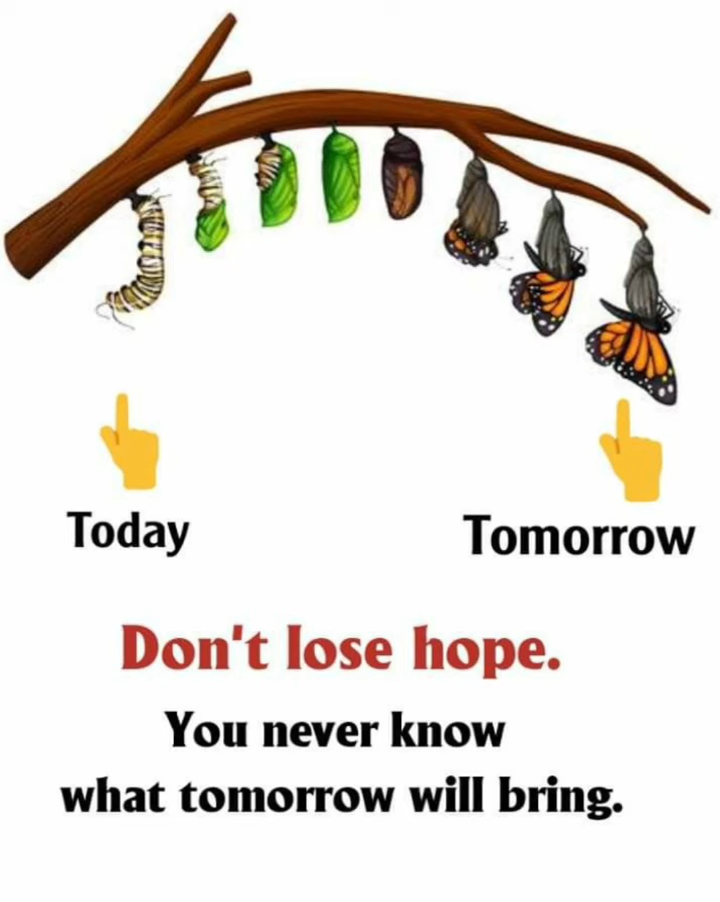 Today
Tomorrow
Don't lose hope.
You never know
what tomorrow will bring.